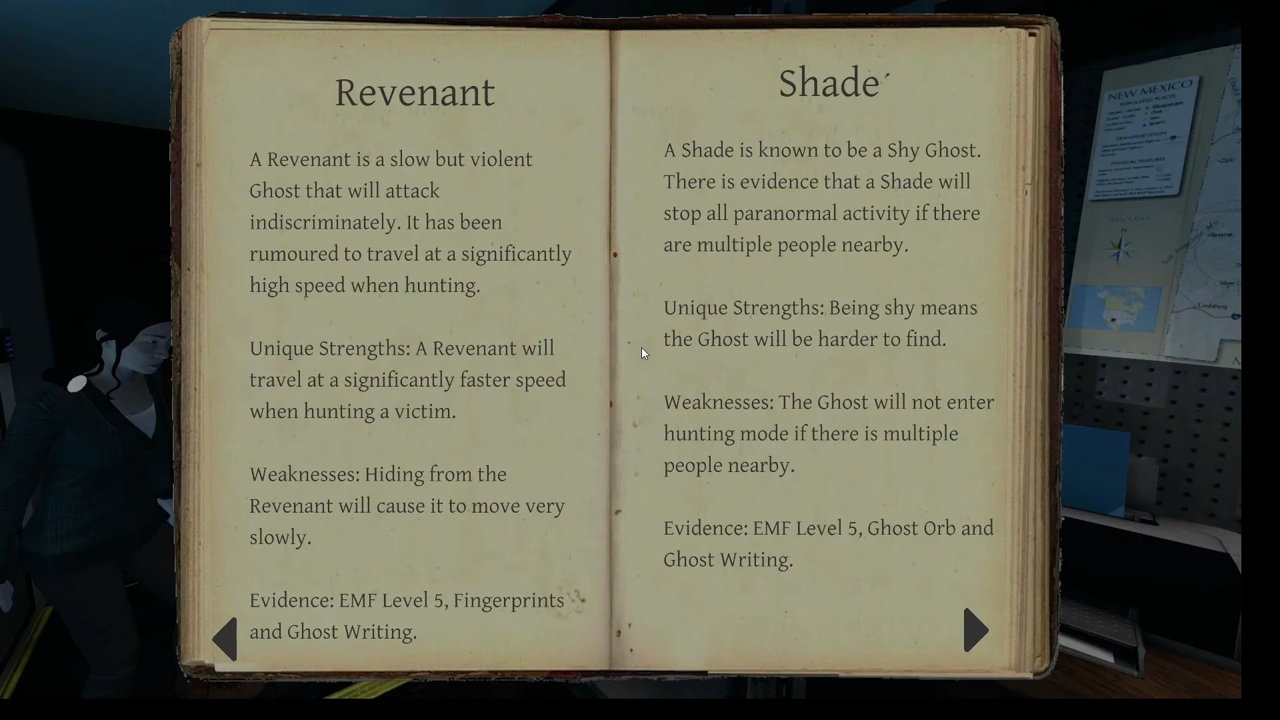 Revenant
A Revenant is a slow but violent
Ghost that will attack
indiscriminately. It has been
rumoured to travel at a significantly
high speed when hunting.
Unique Strengths: A Revenant will
travel at a significantly faster speed
when hunting a victim.
Weaknesses: Hiding from the
Revenant will cause it to move very
slowly.
Evidence: EMF Level 5, Fingerprints
and Ghost Writing.
Shade
A Shade is known to be a Shy Ghost.
There is evidence that a Shade will
stop all paranormal activity if there
are multiple people nearby.
Unique Strengths: Being shy means
the Ghost will be harder to find.
Weaknesses: The Ghost will not enter
hunting mode if there is multiple
people nearby.
Evidence: EMF Level 5, Ghost Orb and
Ghost Writing.
NEW MEXICO